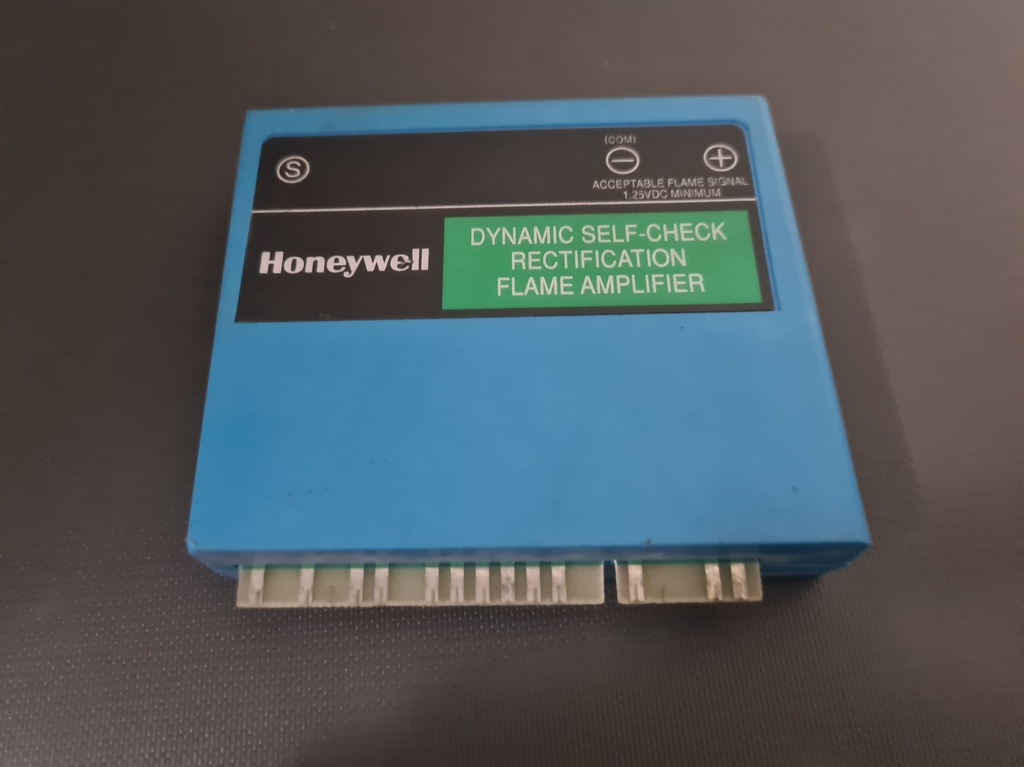 (COM)
S − +
ACCEPTABLE FLAME SIGNAL
1.25VDC MINIMUM
Honeywell
DYNAMIC SELF-CHECK
RECTIFICATION
FLAME AMPLIFIER